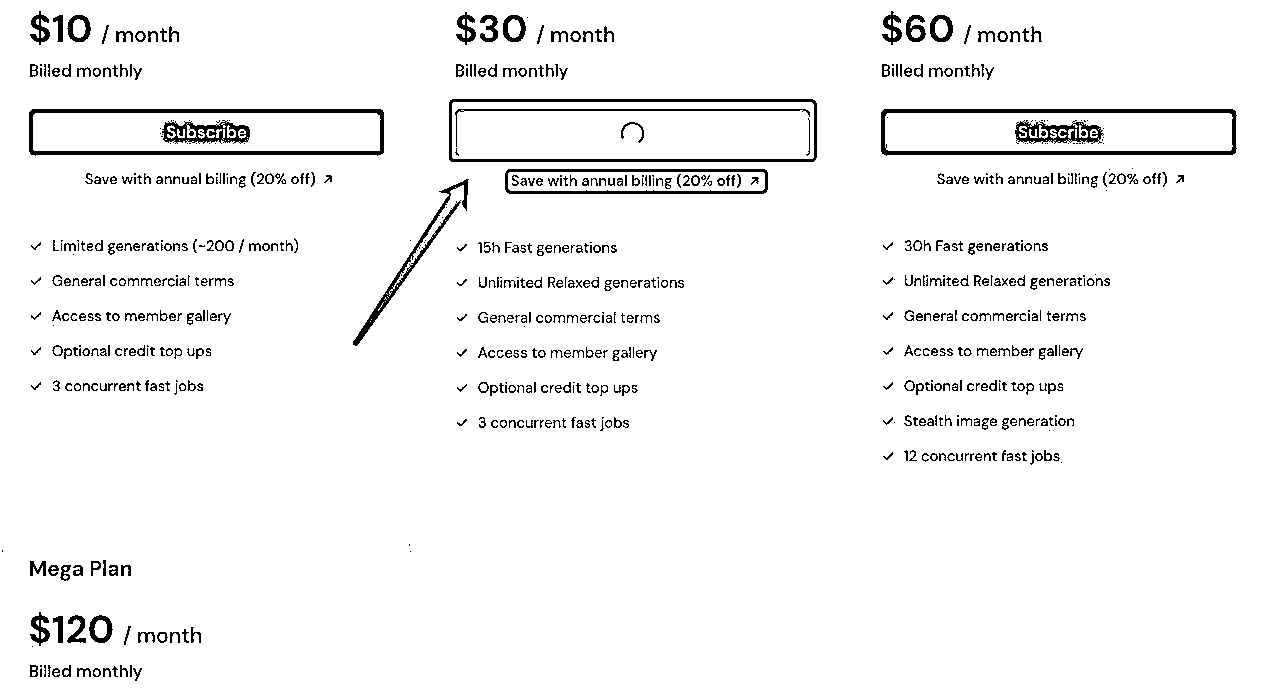 $10 / month
Billed monthly
Subscribe
Save with annual billing (20% off) ↗
✓ Limited generations (~200 / month)
✓ General commercial terms
✓ Access to member gallery
✓ Optional credit top ups
✓ 3 concurrent fast jobs
$30 / month
Billed monthly
Save with annual billing (20% off) ↗
✓ 15h Fast generations
✓ Unlimited Relaxed generations
✓ General commercial terms
✓ Access to member gallery
✓ Optional credit top ups
✓ 3 concurrent fast jobs
$60 / month
Billed monthly
Subscribe
Save with annual billing (20% off) ↗
✓ 30h Fast generations
✓ Unlimited Relaxed generations
✓ General commercial terms
✓ Access to member gallery
✓ Optional credit top ups
✓ Stealth image generation
✓ 12 concurrent fast jobs
Mega Plan
$120 / month
Billed monthly